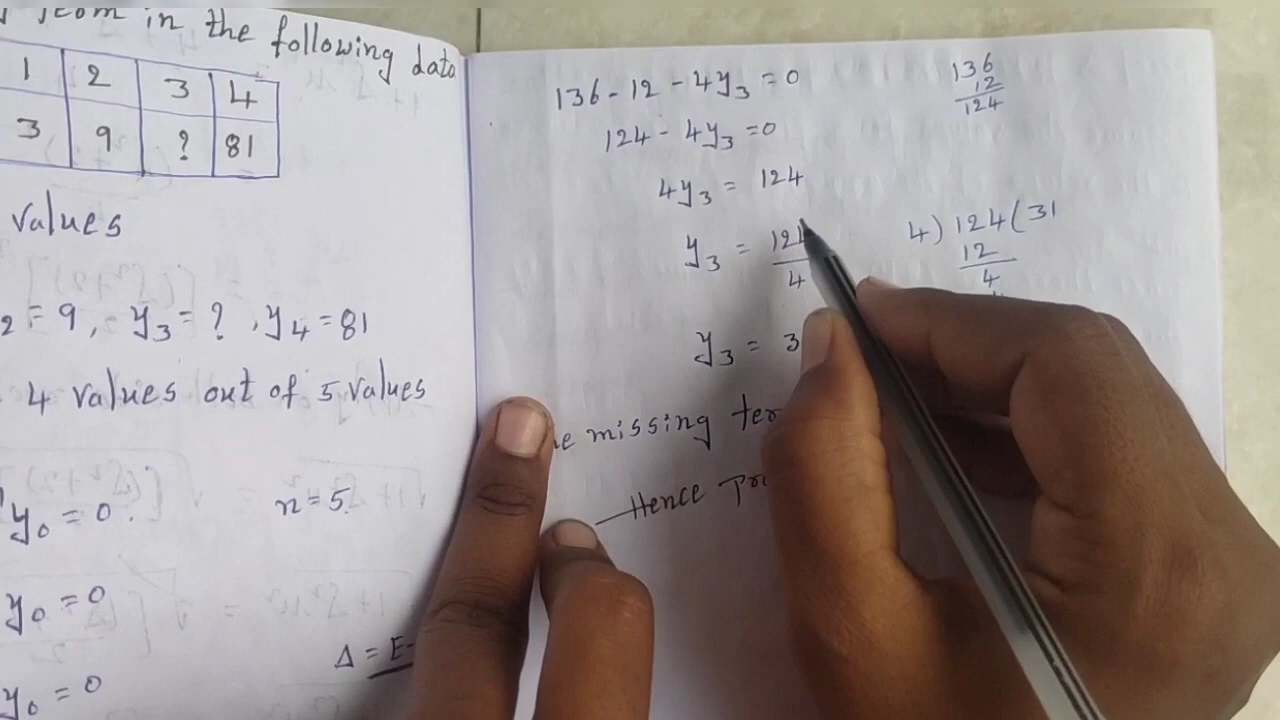 in the following data
1 2 3 4
3 9 ? 81
values
2 = 9, y3 = ?, y4 = 81
4 values out of 5 values
y0 = 0. n = 5
y0 = 0
Δ = E-
y0 = 0
136 - 12 - 4y3 = 0
124 - 4y3 = 0
4y3 = 124
y3 = 124
4
y3 = 3
missing
Hence
136
12
124
4) 124 (31
12
4